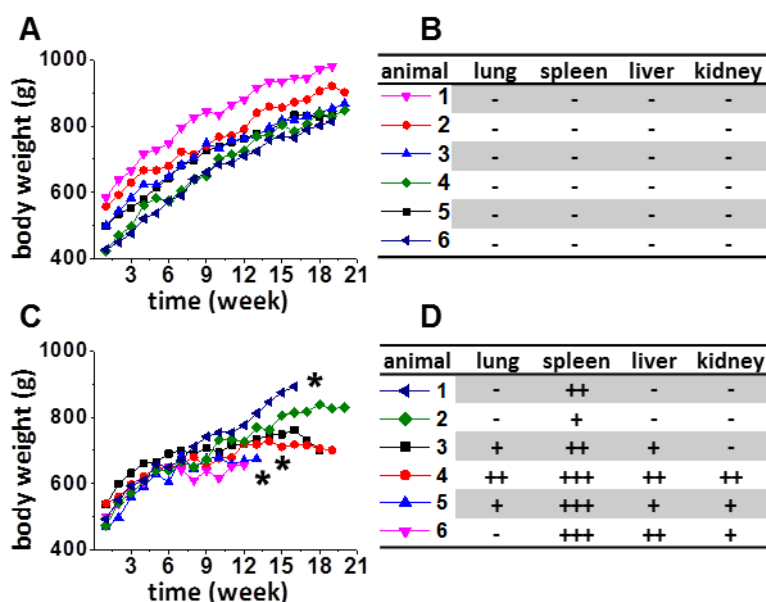 A
body weight (g)
1000
800
600
400
3 6 9 12 15 18 21
time (week)
B
animal lung spleen liver kidney
1 - - - -
2 - - - -
3 - - - -
4 - - - -
5 - - - -
6 - - - -
C
body weight (g)
1000
800
600
400
* * *
3 6 9 12 15 18 21
time (week)
D
animal lung spleen liver kidney
1 - ++ - -
2 - + - -
3 + ++ + -
4 ++ +++ ++ ++
5 + +++ + +
6 - +++ ++ +